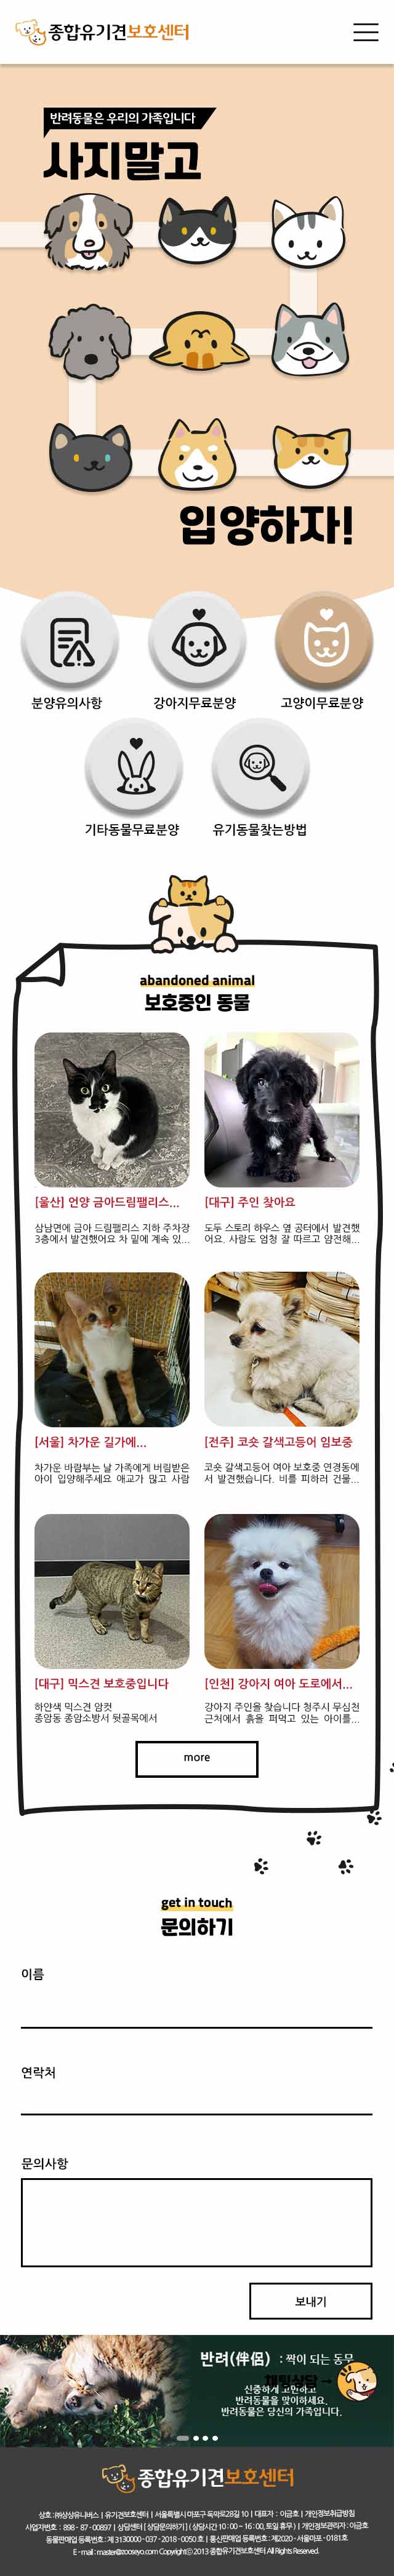 종합유기견보호센터
반려동물은 우리의 가족입니다
사지말고
입양하자!
분양유의사항
강아지무료분양
고양이무료분양
기타동물무료분양
유기동물찾는방법
abandoned animal
보호중인 동물
[울산] 언양 금아드림팰리스...
삼남면에 금아 드림팰리스 지하 주차장
3층에서 발견했어요 차 밑에 계속 있...
[대구] 주인 찾아요
도두 스토리 하우스 옆 공터에서 발견했
어요. 사람도 엄청 잘 따르고 얌전해...
[서울] 차가운 길가에...
차가운 바람부는 날 가족에게 버림받은
아이 입양해주세요 애교가 많고 사람
[전주] 코숏 갈색고등어 임보중
코숏 갈색고등어 여아 보호중 연경동에
서 발견했습니다. 비를 피하러 건물...
[대구] 믹스견 보호중입니다
하얀색 믹스견 암컷
종암동 종암소방서 뒷골목에서
[인천] 강아지 여아 도로에서...
강아지 주인을 찾습니다 청주시 무심천
근처에서 흙을 퍼먹고 있는 아이를...
more
get in touch
문의하기
이름
연락처
문의사항
보내기
반려(伴侶) : 짝이 되는 동무
채팅상담 →
신중하게 고민하고
반려동물을 맞이하세요.
반려동물은 당신의 가족입니다.
종합유기견보호센터
상호 : ㈜상상유니버스 | 유기견보호센터 | 서울특별시 마포구 독막로28길 10 | 대표자 : 이금호 | 개인정보취급방침
사업자번호 : 898 - 87 - 00897 | 상담센터 [ 상담문의하기 ] ( 상담시간 10 : 00 ~ 16 : 00, 토일 휴무 ) | 개인정보관리자 : 이금호
동물판매업 등록번호 : 제 3130000 - 037 - 2018 - 0050 호 | 통신판매업 등록번호 : 제2020 - 서울마포 - 0181호
E - mail : master@zooseyo.com Copyrightⓒ 2013 종합유기견보호센터 All Rights Reserved.